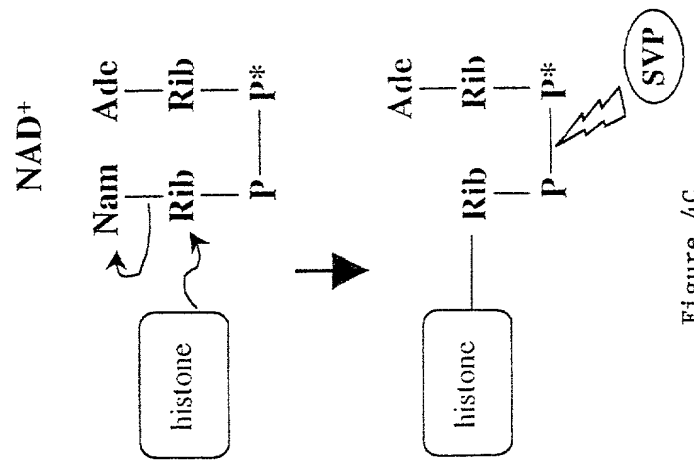 NAD⁺
Nam Ade
histone Rib Rib
P P*
Ade
histone Rib Rib
P P*
SVP
Figure 4C